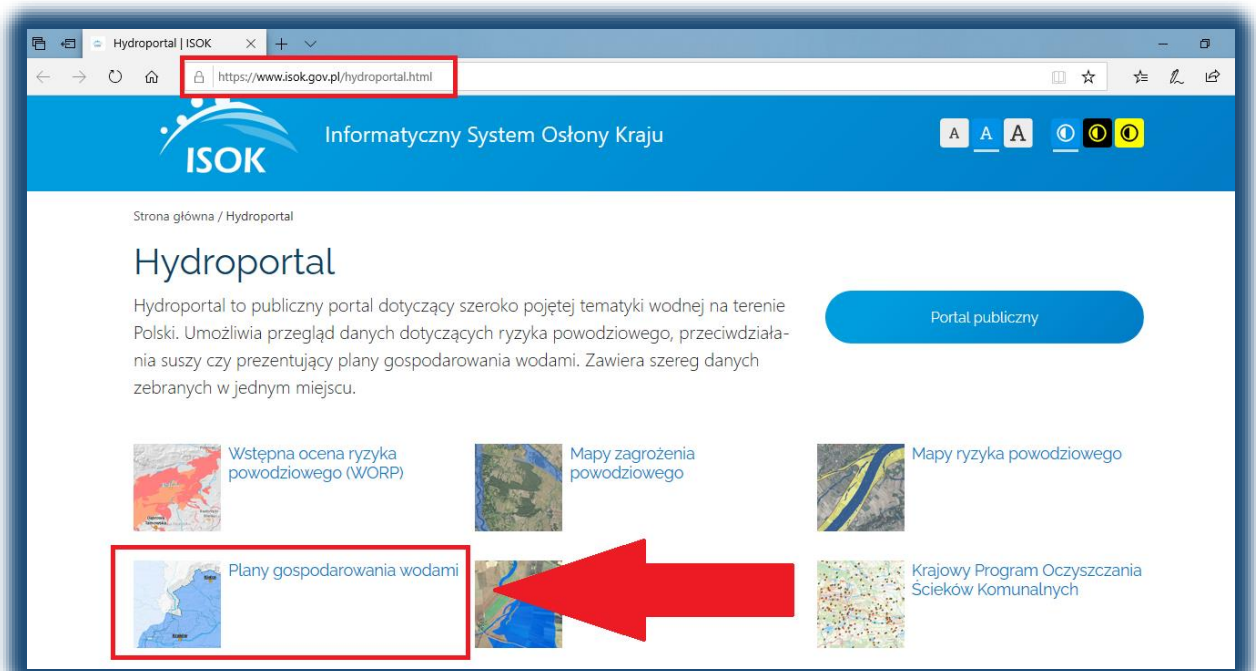 Hydroportal | ISOK
https://www.isok.gov.pl/hydroportal.html
ISOK
Informatyczny System Osłony Kraju
A A A
Strona główna / Hydroportal
Hydroportal
Hydroportal to publiczny portal dotyczący szeroko pojętej tematyki wodnej na terenie
Polski. Umożliwia przegląd danych dotyczących ryzyka powodziowego, przeciwdziała-
nia suszy czy prezentujący plany gospodarowania wodami. Zawiera szereg danych
zebranych w jednym miejscu.
Portal publiczny
Wstępna ocena ryzyka
powodziowego (WORP)
Mapy zagrożenia
powodziowego
Mapy ryzyka powodziowego
Plany gospodarowania wodami
Krajowy Program Oczyszczania
Ścieków Komunalnych